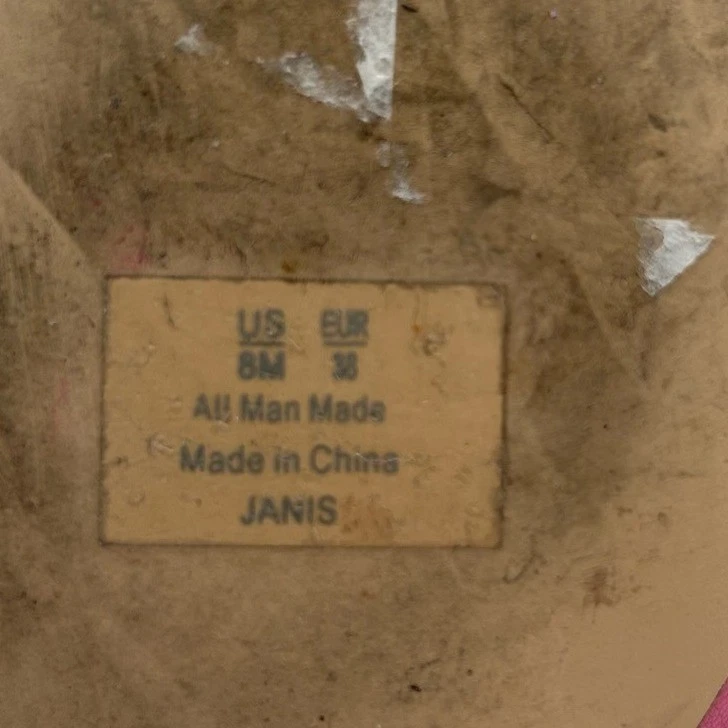 US EUR
8M 38
All Man Made
Made in China
JANIS